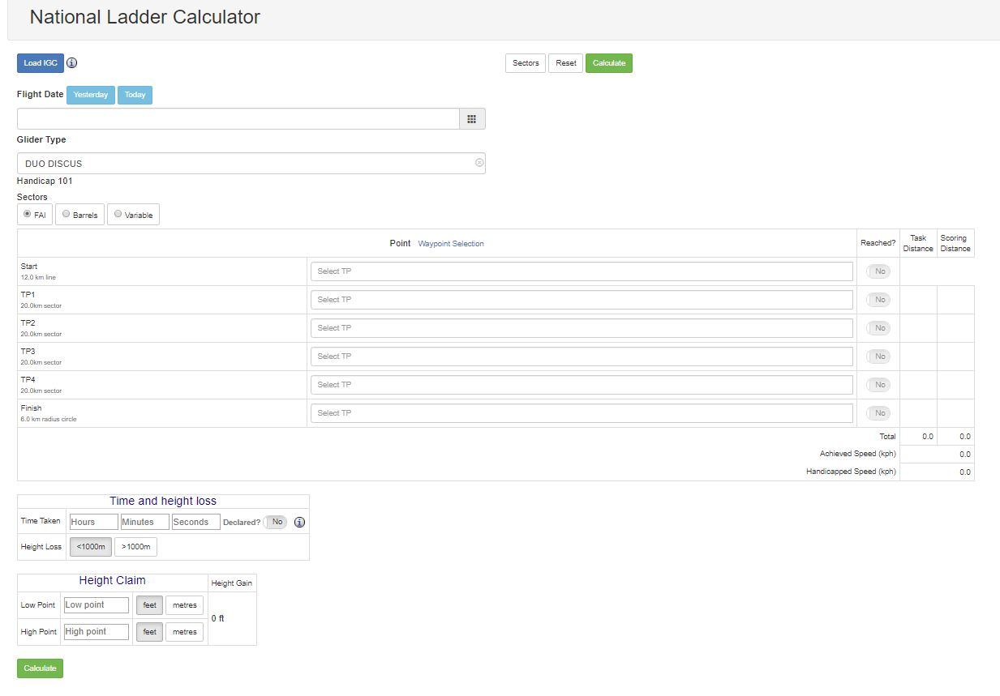 National Ladder Calculator
Load IGC i Sectors Reset Calculate
Flight Date Yesterday Today
Glider Type
DUO DISCUS
Handicap 101
Sectors
FAI Barrels Variable
Point Waypoint Selection Reached? Task Distance Scoring Distance
Start
12.0 km line
Select TP No
TP1
20.0km sector
Select TP No
TP2
20.0km sector
Select TP No
TP3
20.0km sector
Select TP No
TP4
20.0km sector
Select TP No
Finish
6.0 km radius circle
Select TP No
Total 0.0 0.0
Achieved Speed (kph) 0.0
Handicapped Speed (kph) 0.0
Time and height loss
Time Taken Hours Minutes Seconds Declared? No i
Height Loss <1000m >1000m
Height Claim Height Gain
Low Point Low point feet metres
0 ft
High Point High point feet metres
Calculate